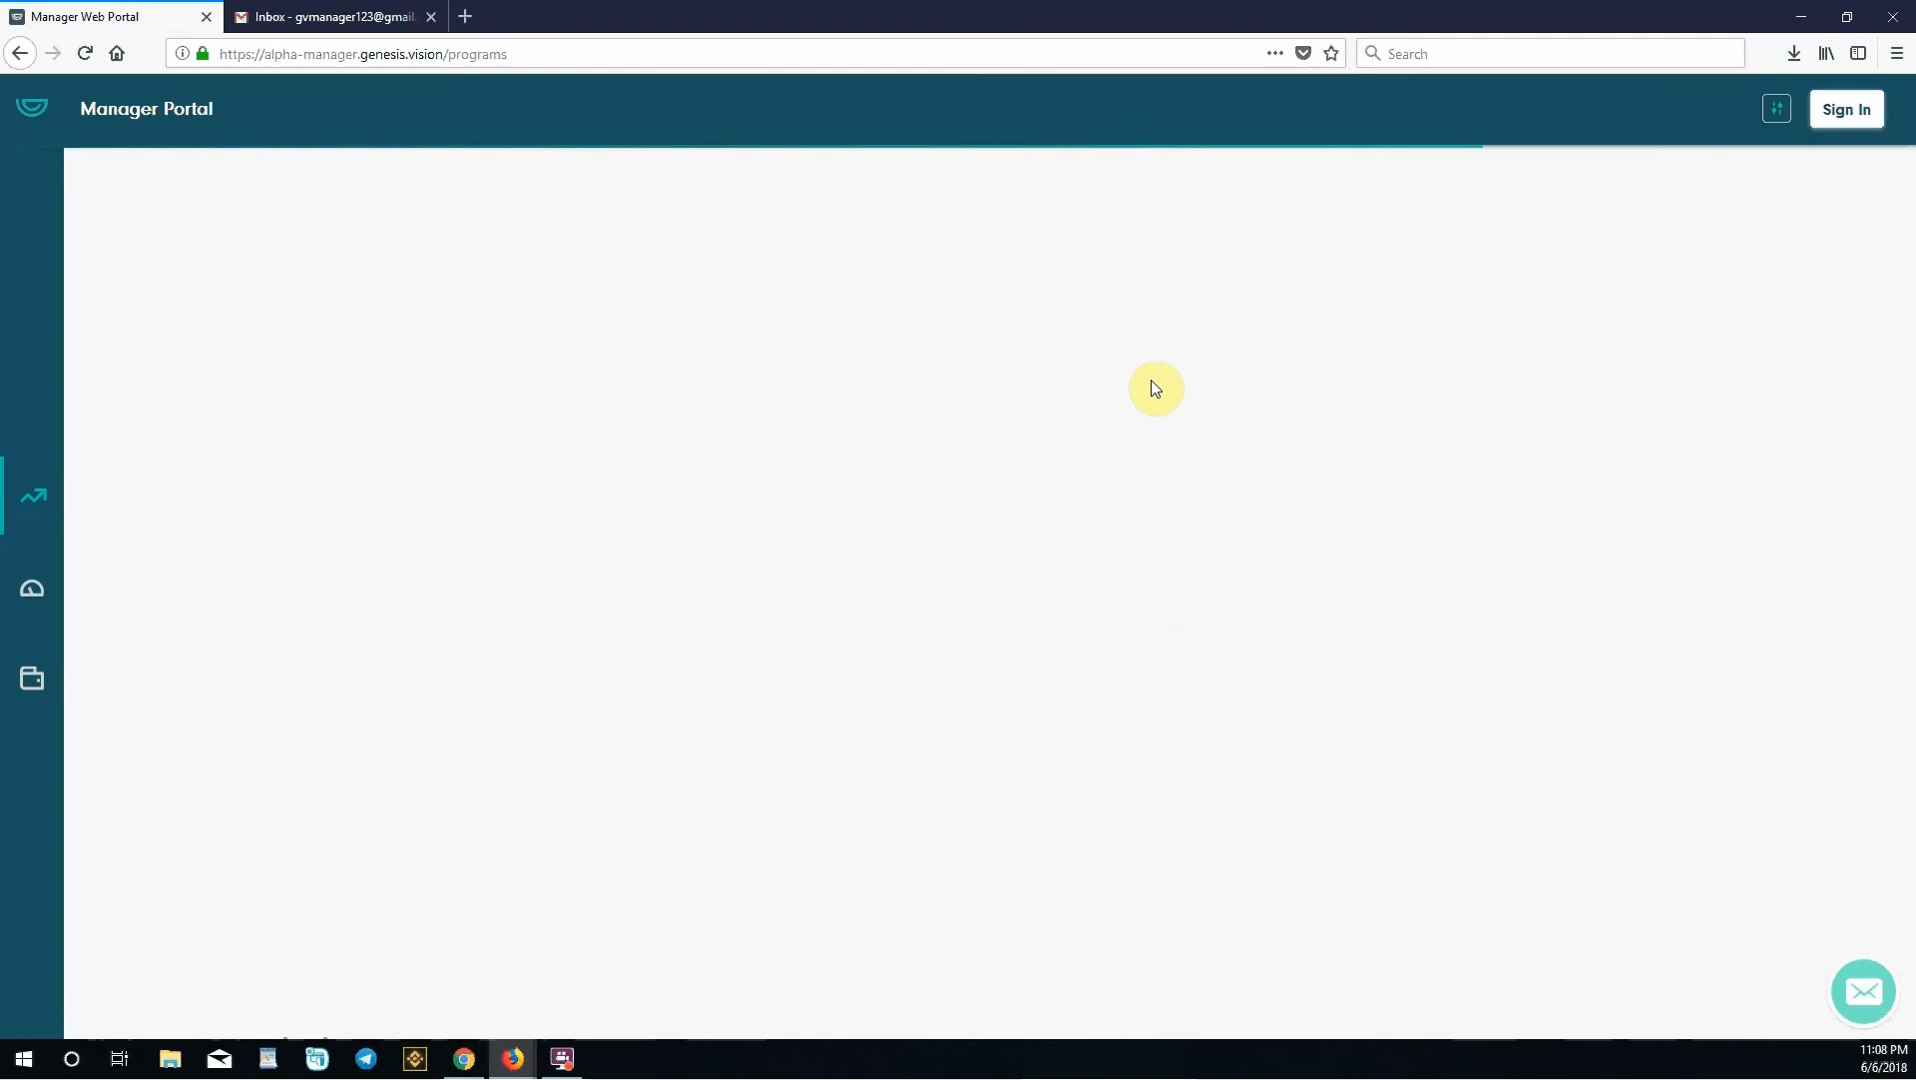 Manager Web Portal
Inbox - gvmanager123@gmail.
https://alpha-manager.genesis.vision/programs
Search
Manager Portal
Sign In
11:08 PM
6/6/2018